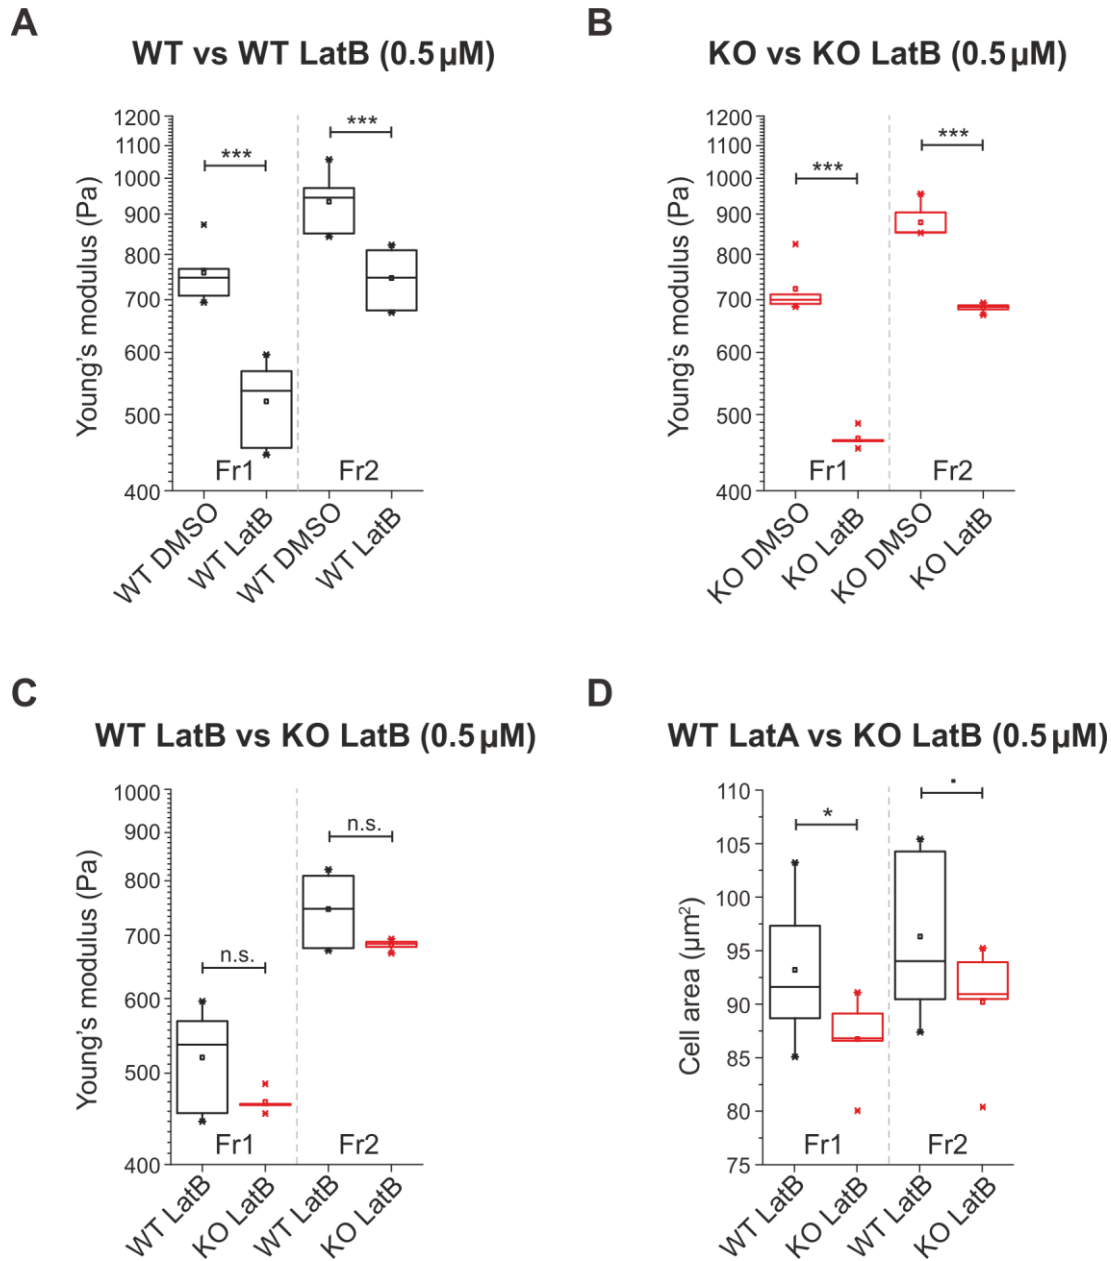 A
WT vs WT LatB (0.5 µM)
Young's modulus (Pa)
1200
1100
1000
900
800
700
600
500
400
***
***
Fr1
Fr2
WT DMSO
WT LatB
WT DMSO
WT LatB
B
KO vs KO LatB (0.5 µM)
Young's modulus (Pa)
1200
1100
1000
900
800
700
600
500
400
***
***
Fr1
Fr2
KO DMSO
KO LatB
KO DMSO
KO LatB
C
WT LatB vs KO LatB (0.5 µM)
Young's modulus (Pa)
1000
900
800
700
600
500
400
n.s.
n.s.
Fr1
Fr2
WT LatB
KO LatB
WT LatB
KO LatB
D
WT LatA vs KO LatB (0.5 µM)
Cell area (µm²)
110
105
100
95
90
85
80
75
*
Fr1
Fr2
WT LatB
KO LatB
WT LatB
KO LatB